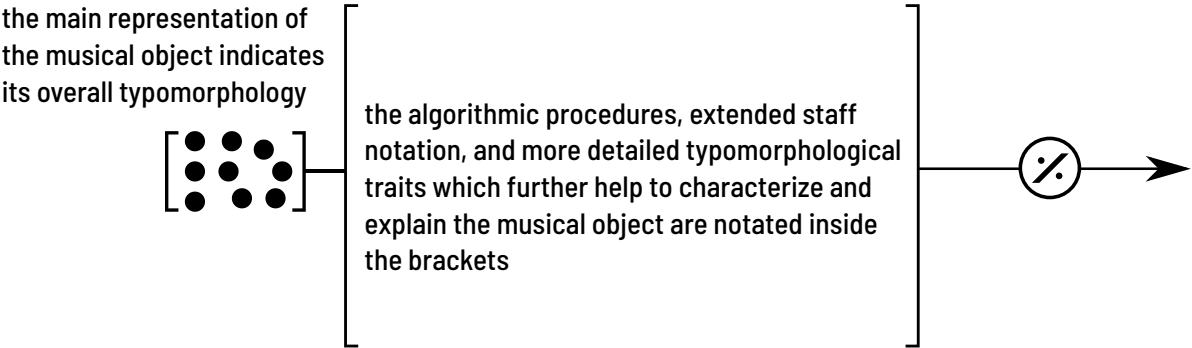 the main representation of
the musical object indicates
its overall typomorphology
the algorithmic procedures, extended staff
notation, and more detailed typomorphological
traits which further help to characterize and
explain the musical object are notated inside
the brackets